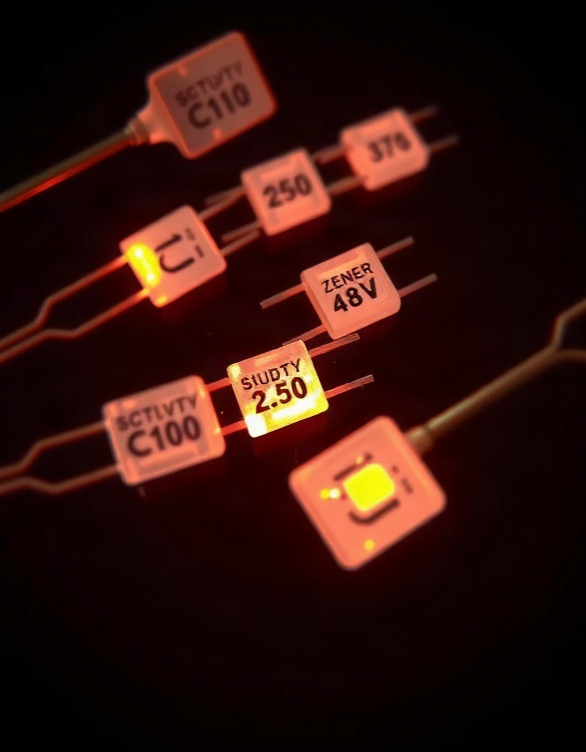 SCTLVTY
C110
376
250
ZENER
48V
SIUDTY
2.50
SCTLVTY
C100